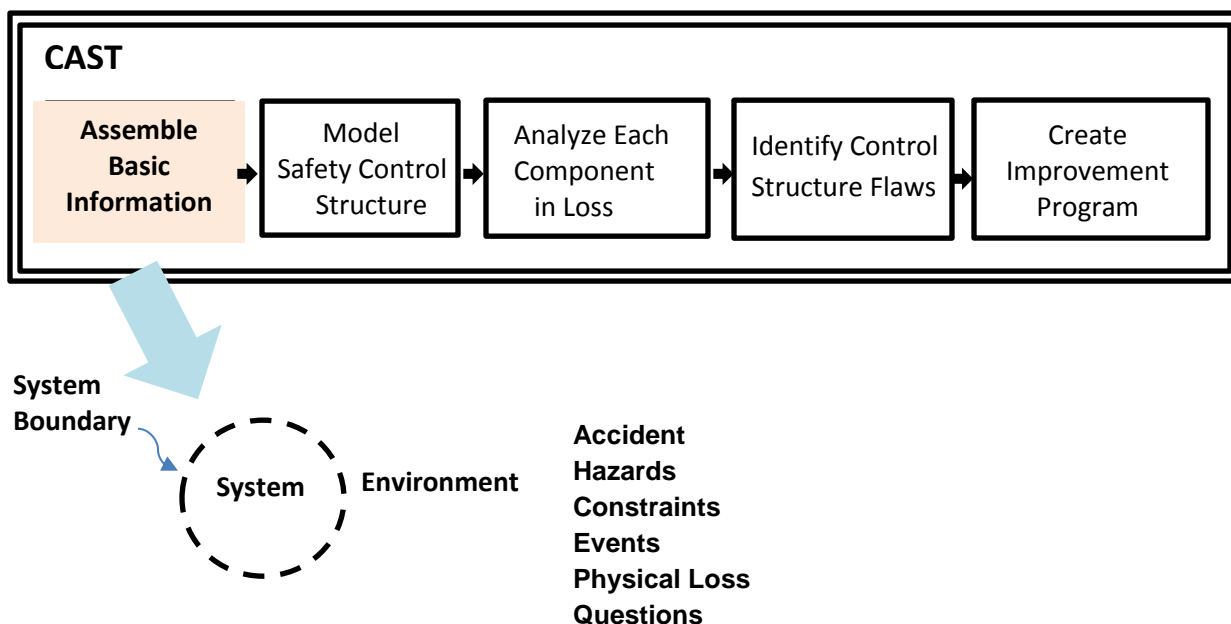 CAST
Assemble
Basic
Information
Model
Safety Control
Structure
Analyze Each
Component
in Loss
Identify Control
Structure Flaws
Create
Improvement
Program
System
Boundary
System
Environment
Accident
Hazards
Constraints
Events
Physical Loss
Questions